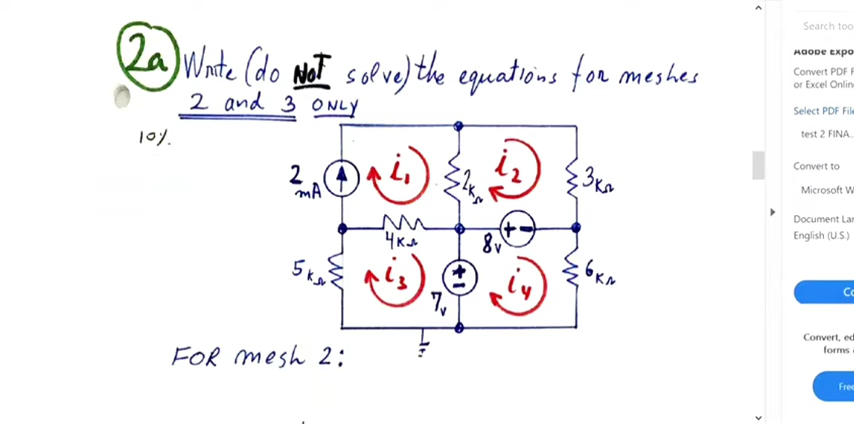 2a Write (do NOT solve) the equations for meshes
2 and 3 ONLY
10%.
2 mA
i1
2KΩ
i2
3KΩ
4KΩ
8v
+ -
5KΩ
i3
+ -
7v
i4
6KΩ
FOR mesh 2:
Search too
Adobe Expo
Convert PDF F
or Excel Onlin
Select PDF File
test 2 FINA..
Convert to
Microsoft W
Document Lan
English (U.S.)
Co
Convert, ed
forms
Free